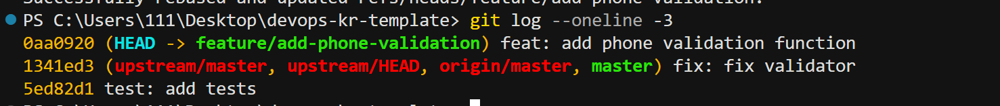 Successfully rebased and updated refs/heads/feature/add-phone-validation.
PS C:\Users\111\Desktop\devops-kr-template> git log --oneline -3
0aa0920 (HEAD -> feature/add-phone-validation) feat: add phone validation function
1341ed3 (upstream/master, upstream/HEAD, origin/master, master) fix: fix validator
5ed82d1 test: add tests